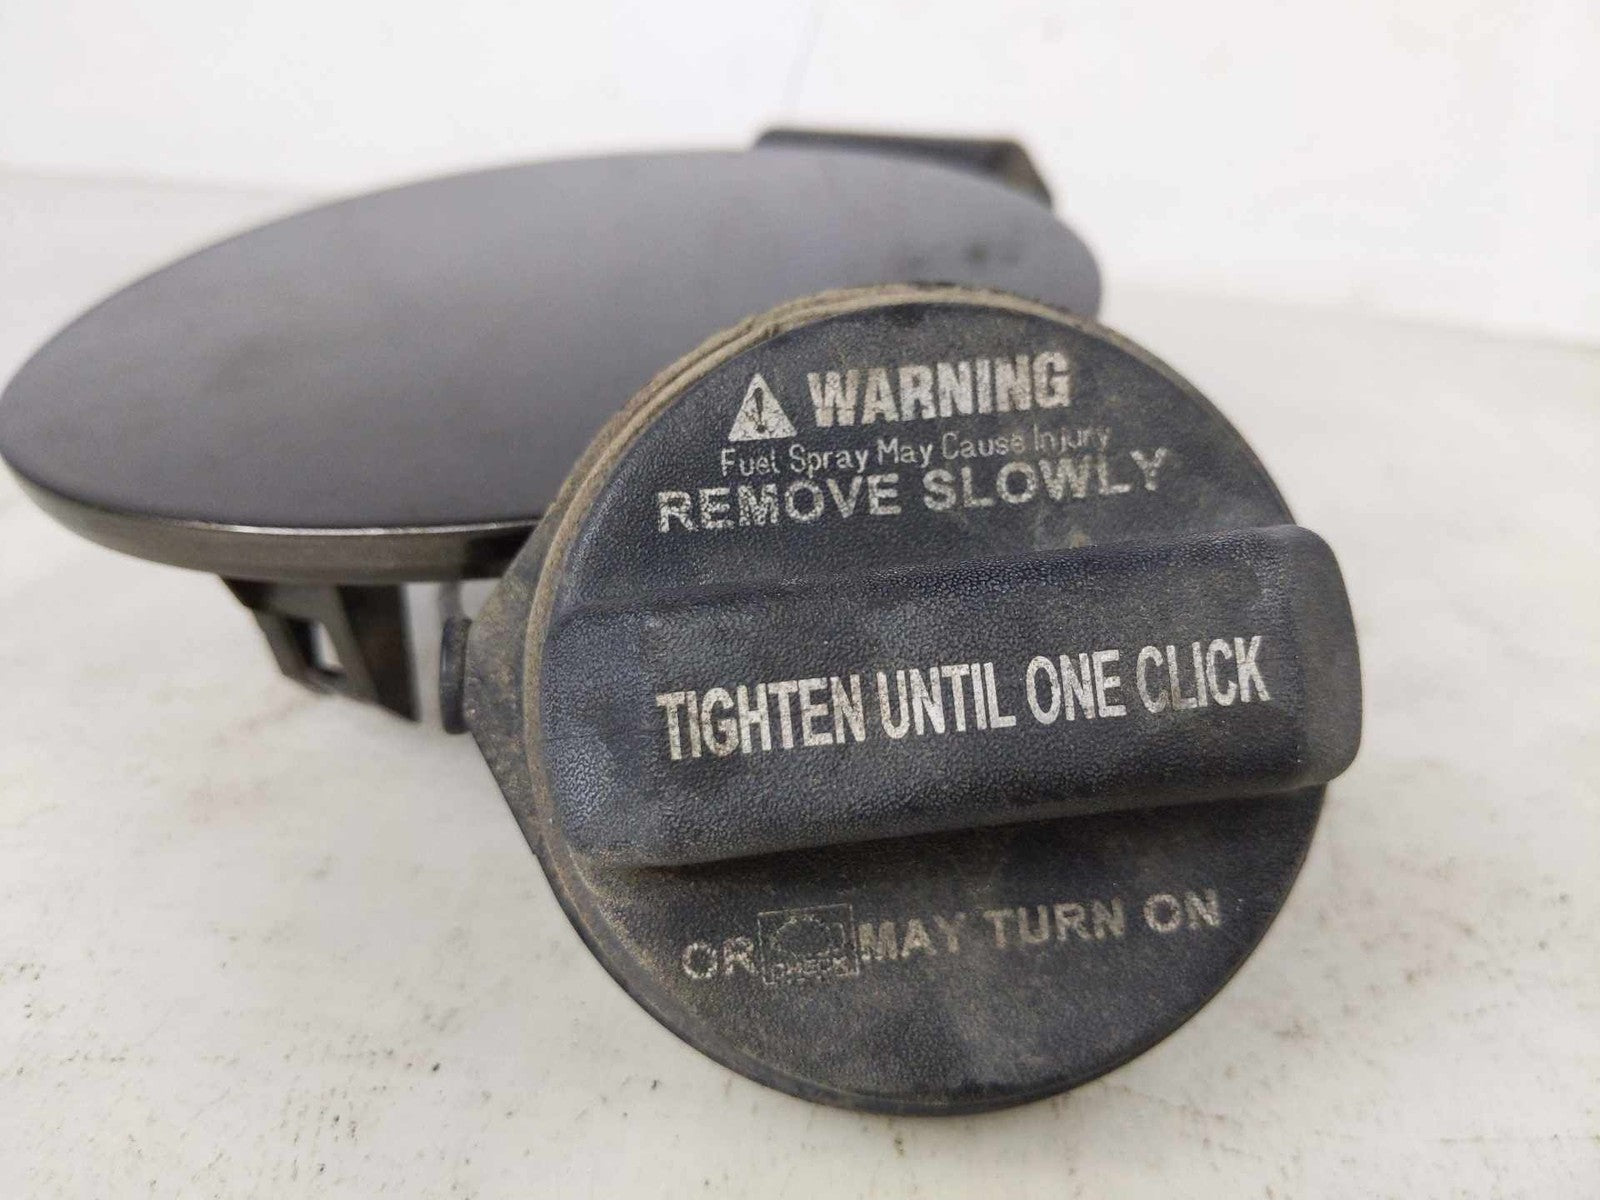 WARNING
Fuel Spray May Cause Injury
REMOVE SLOWLY
TIGHTEN UNTIL ONE CLICK
OR CHECK MAY TURN ON